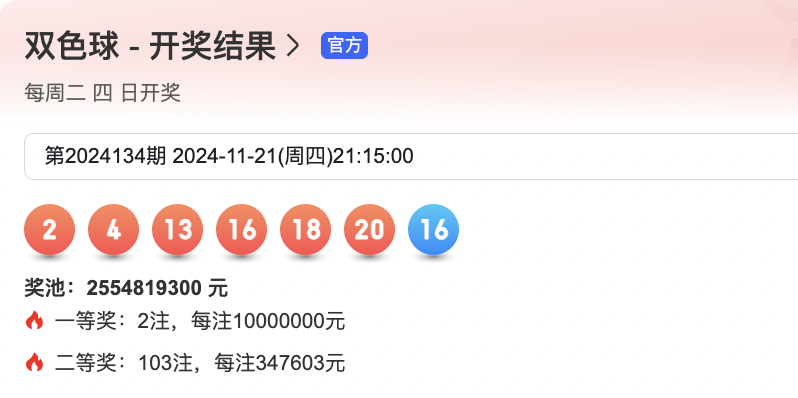 双色球 - 开奖结果 官方
每周二 四 日开奖
第2024134期 2024-11-21(周四)21:15:00
2 4 13 16 18 20 16
奖池：2554819300 元
一等奖：2注，每注10000000元
二等奖：103注，每注347603元